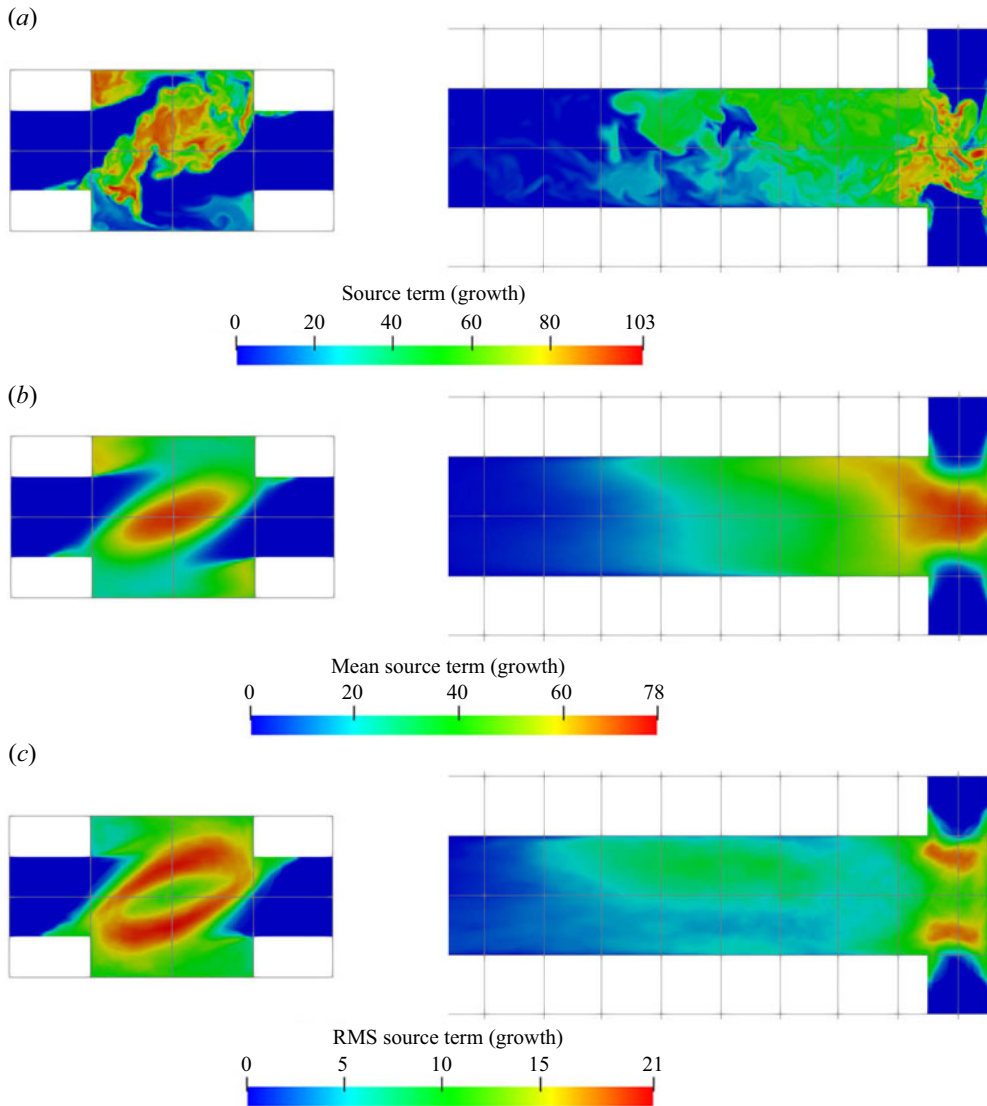 (a)
Source term (growth)
0 20 40 60 80 103
(b)
Mean source term (growth)
0 20 40 60 78
(c)
RMS source term (growth)
0 5 10 15 21